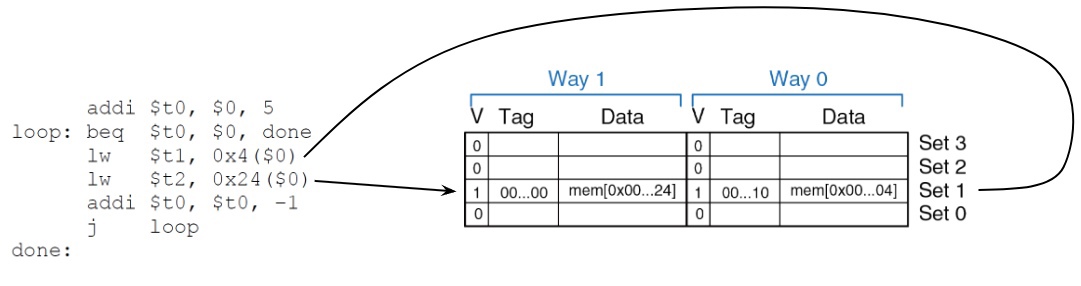 Way 1 Way 0
addi $t0, $0, 5
V Tag Data V Tag Data
loop: beq $t0, $0, done
0 0 Set 3
lw $t1, 0x4($0)
0 0 Set 2
lw $t2, 0x24($0)
1 00...00 mem[0x00...24] 1 00...10 mem[0x00...04] Set 1
addi $t0, $t0, -1
0 0 Set 0
j loop
done: